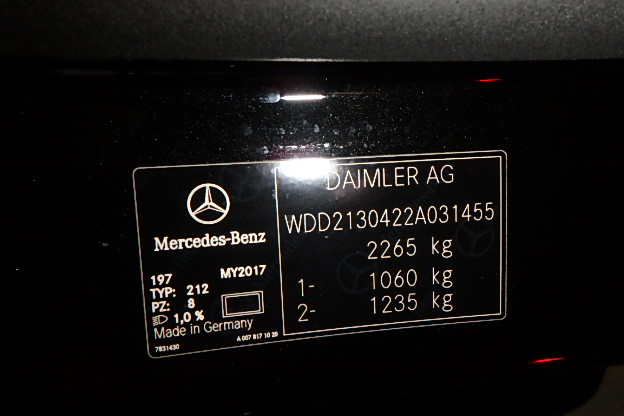 Mercedes-Benz
197 MY2017
TYP: 212
PZ: 8
1,0 %
Made in Germany
7831430 A 007 817 10 20
DAIMLER AG
WDD2130422A031455
2265 kg
1- 1060 kg
2- 1235 kg